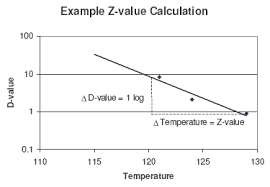 Example Z-value Calculation
100
10
1
0.1
D-value
Δ D-value = 1 log
Δ Temperature = Z-value
110 115 120 125 130
Temperature